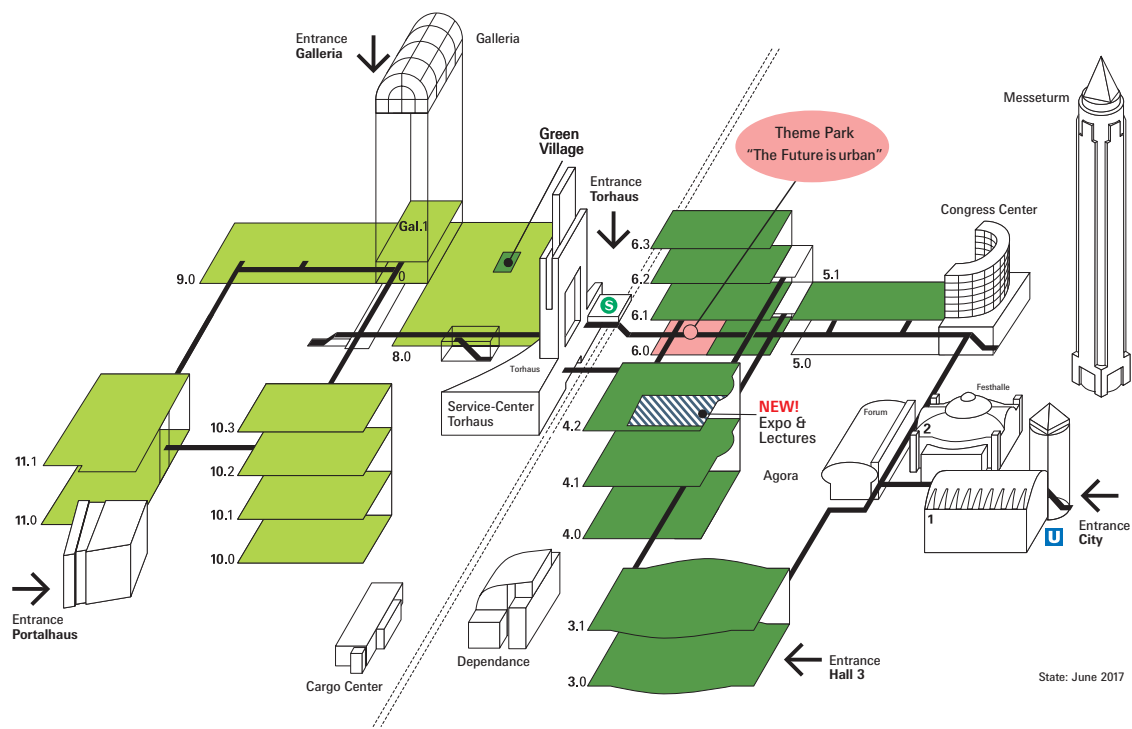 Entrance
Galleria
Galleria
Green
Village
Entrance
Torhaus
Theme Park
“The Future is urban”
Messeturm
Congress Center
Gal.1
9.0
0
8.0
S
6.3
6.2
6.1
6.0
5.1
5.0
Torhaus
Service-Center
Torhaus
4.2
4.1
4.0
NEW!
Expo &
Lectures
Agora
Forum
Festhalle
2
1
U
Entrance
City
11.1
11.0
10.3
10.2
10.1
10.0
Entrance
Portalhaus
Cargo Center
Dependance
3.1
3.0
Entrance
Hall 3
State: June 2017